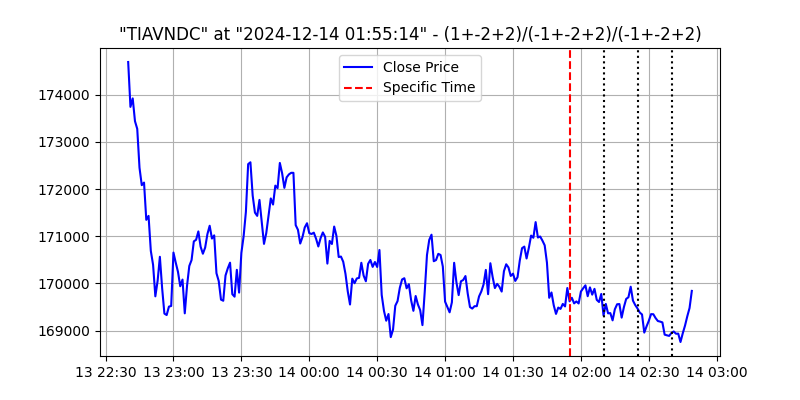 "TIAVNDC" at "2024-12-14 01:55:14" - (1+-2+2)/(-1+-2+2)/(-1+-2+2)
Close Price
Specific Time
174000
173000
172000
171000
170000
169000
13 22:30 13 23:00 13 23:30 14 00:00 14 00:30 14 01:00 14 01:30 14 02:00 14 02:30 14 03:00